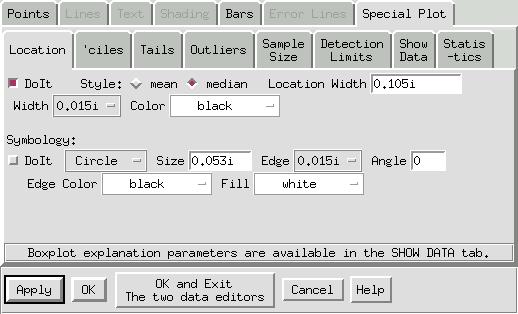 Points Lines Text Shading Bars Error Lines Special Plot
Location 'ciles Tails Outliers Sample Size Detection Limits Show Data Statis-tics
DoIt Style: mean median Location Width 0.105i
Width 0.015i Color black
Symbology:
DoIt Circle Size 0.053i Edge 0.015i Angle 0
Edge Color black Fill white
Boxplot explanation parameters are available in the SHOW DATA tab.
Apply OK OK and Exit The two data editors Cancel Help